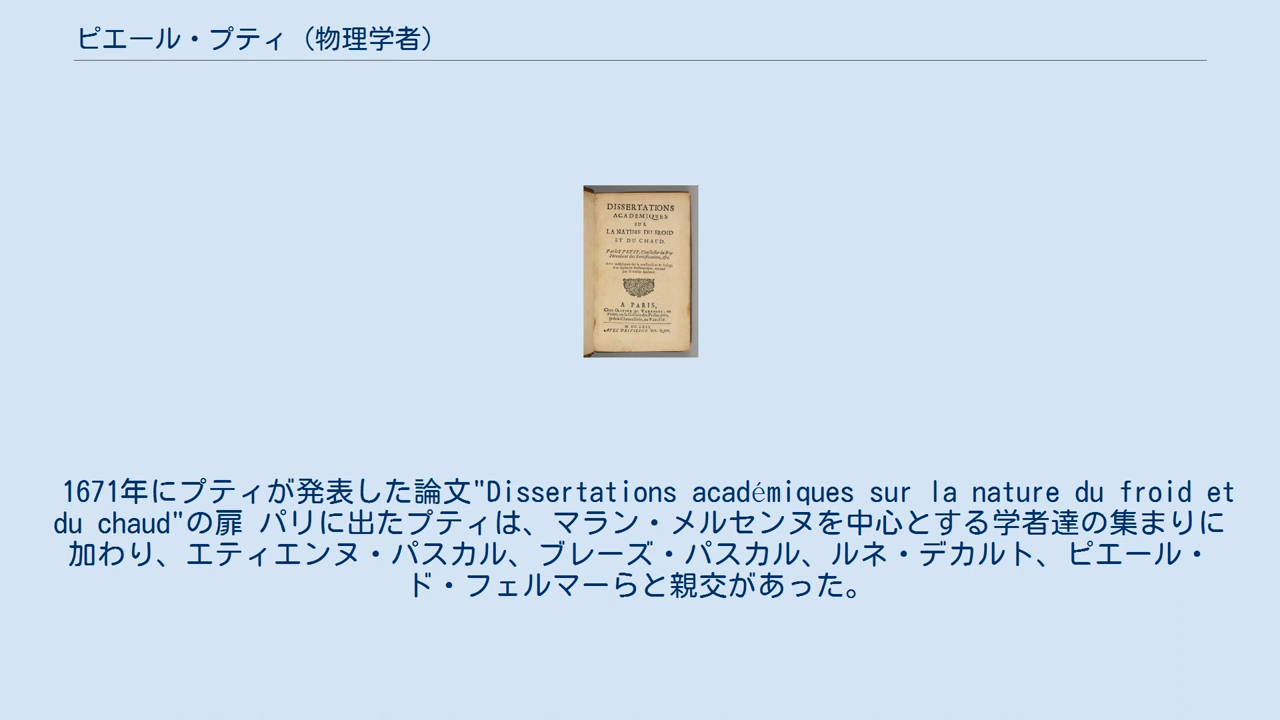 ピエール・プティ（物理学者）
DISSERTATIONS
ACADEMIQUES
SUR
LA NATURE DU FROID
ET DU CHAUD.
A PARIS,
1671年にプティが発表した論文"Dissertations académiques sur la nature du froid et
du chaud"の扉 パリに出たプティは、マラン・メルセンヌを中心とする学者達の集まりに
加わり、エティエンヌ・パスカル、ブレーズ・パスカル、ルネ・デカルト、ピエール・
ド・フェルマーらと親交があった。